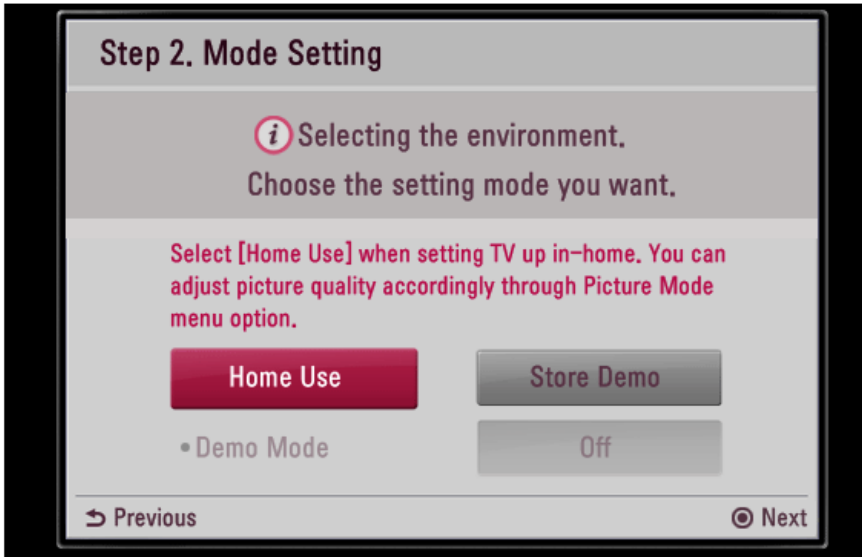 Step 2. Mode Setting
i Selecting the environment.
Choose the setting mode you want.
Select [Home Use] when setting TV up in-home. You can
adjust picture quality accordingly through Picture Mode
menu option.
Home Use
Store Demo
• Demo Mode
Off
Previous
Next